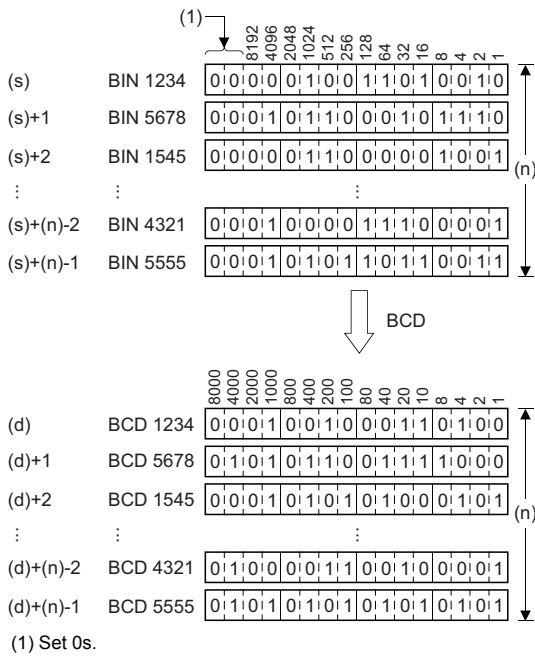 (1)
8192 4096 2048 1024 512 256 128 64 32 16 8 4 2 1
(s) BIN 1234 0 0 0 0 0 1 0 0 1 1 0 1 0 0 1 0
(s)+1 BIN 5678 0 0 0 1 0 1 1 0 0 0 1 0 1 1 1 0
(s)+2 BIN 1545 0 0 0 0 0 1 1 0 0 0 0 0 1 0 0 1
(n)
⋮ ⋮ ⋮
(s)+(n)-2 BIN 4321 0 0 0 1 0 0 0 0 1 1 1 0 0 0 0 1
(s)+(n)-1 BIN 5555 0 0 0 1 0 1 0 1 1 0 1 1 0 0 1 1
BCD
8000 4000 2000 1000 800 400 200 100 80 40 20 10 8 4 2 1
(d) BCD 1234 0 0 0 1 0 0 1 0 0 0 1 1 0 1 0 0
(d)+1 BCD 5678 0 1 0 1 0 1 1 0 0 1 1 1 1 0 0 0
(d)+2 BCD 1545 0 0 0 1 0 1 0 1 0 1 0 0 0 1 0 1
(n)
⋮ ⋮ ⋮
(d)+(n)-2 BCD 4321 0 1 0 0 0 0 1 1 0 0 1 0 0 0 0 1
(d)+(n)-1 BCD 5555 0 1 0 1 0 1 0 1 0 1 0 1 0 1 0 1
(1) Set 0s.